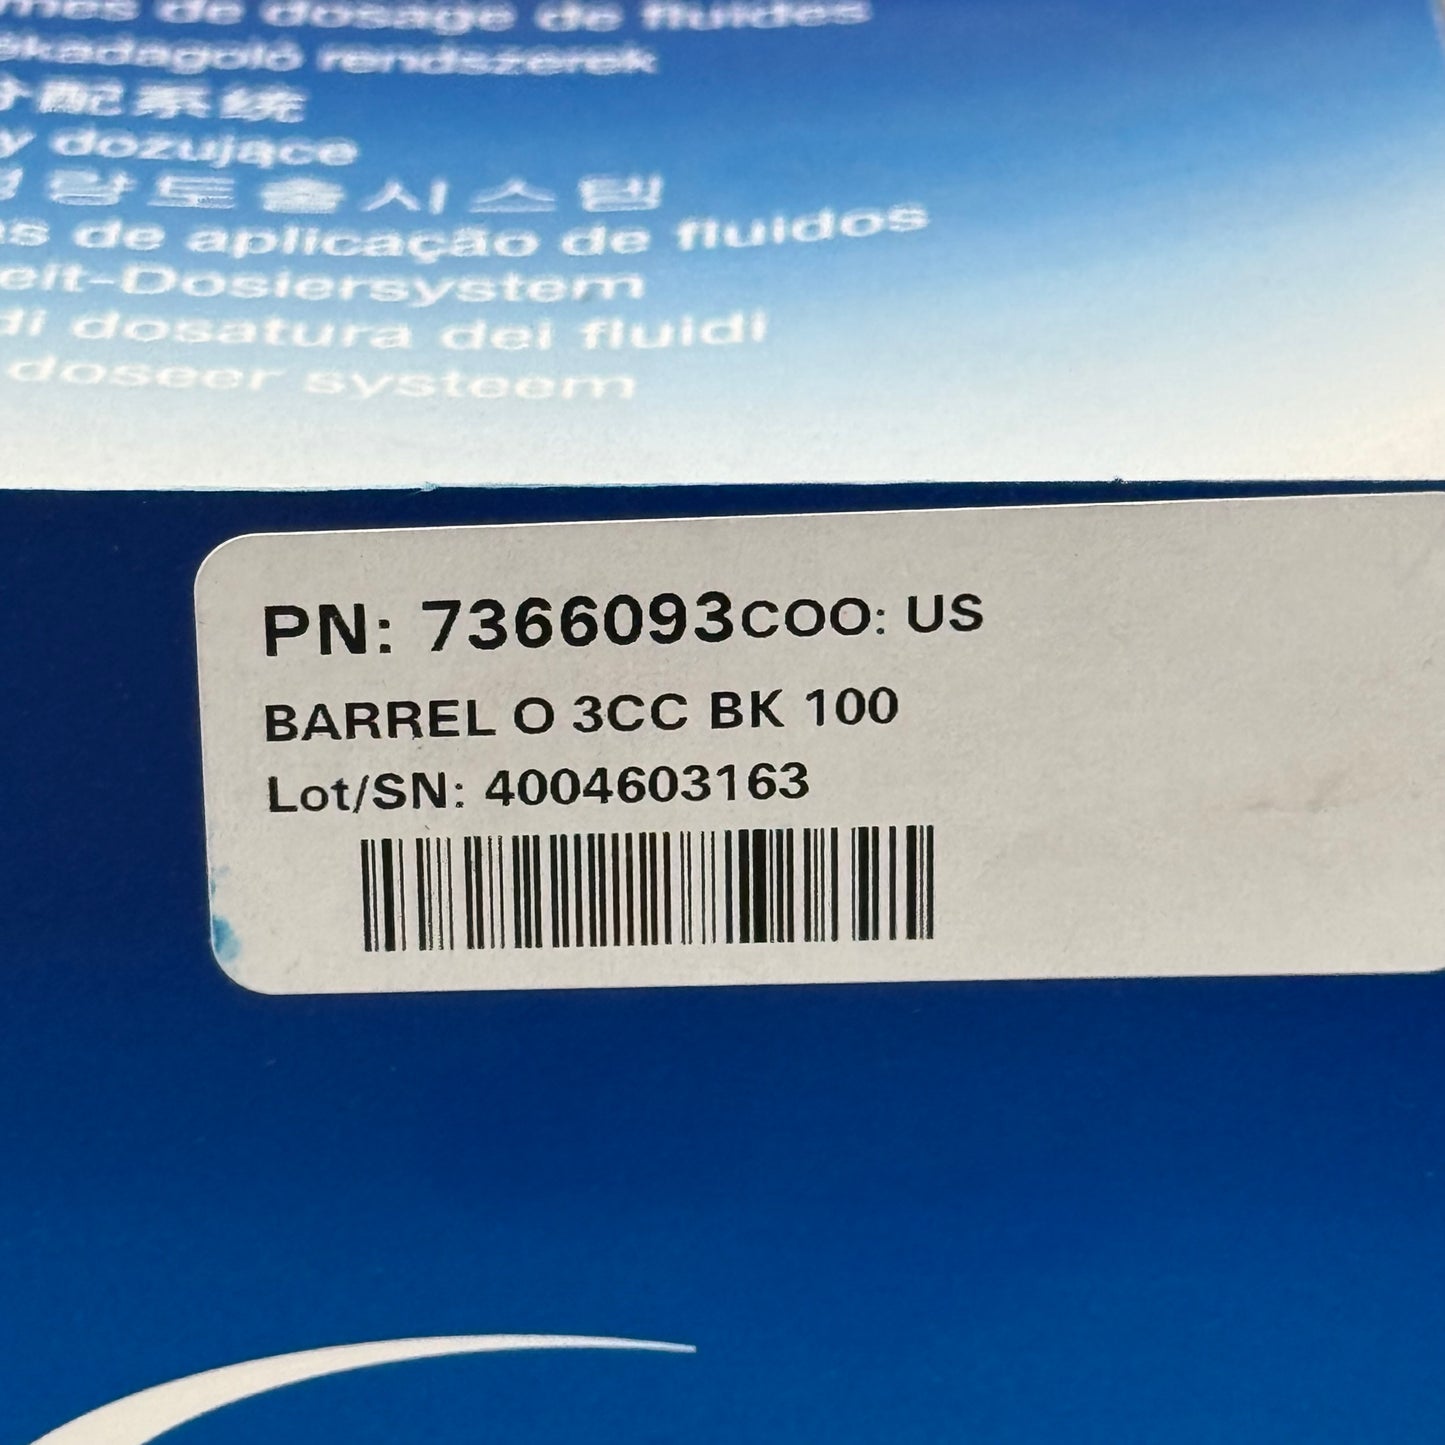 mes de dosage de fluides
ekadagoló rendszerek
分配系统
y dozujące
량토출시스템
as de aplicação de fluidos
eit-Dosiersystem
di dosatura dei fluidi
doseer systeem
PN: 7366093COO: US
BARREL O 3CC BK 100
Lot/SN: 4004603163